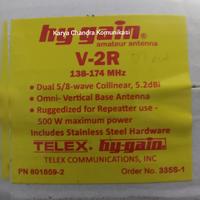 hy-gain®
Karya Chandra Komunikasi
amateur antenna
V-2R
138-174 MHz
• Dual 5/8-wave Collinear, 5.2dBi
• Omni- Vertical Base Antenna
• Ruggedized for Repeatter use -
500 W maximum power
Includes Stainless Steel Hardware
TELEX. hy-gain®
TELEX COMMUNICATIONS, INC
PN 801859-2 Order No. 335S-1